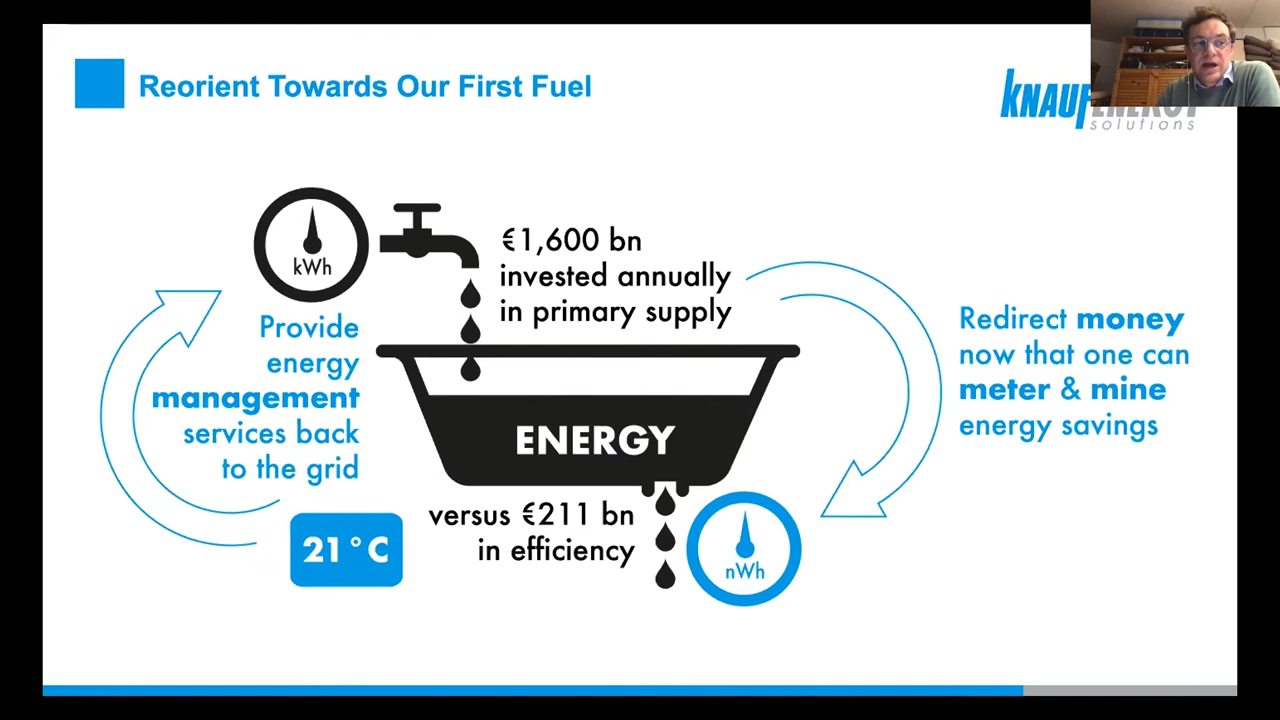 Reorient Towards Our First Fuel
KNAUF ENERGY
solutions
kWh
€1,600 bn
invested annually
in primary supply
Provide
energy
management
services back
to the grid
Redirect money
now that one can
meter & mine
energy savings
ENERGY
versus €211 bn
in efficiency
21°C
nWh